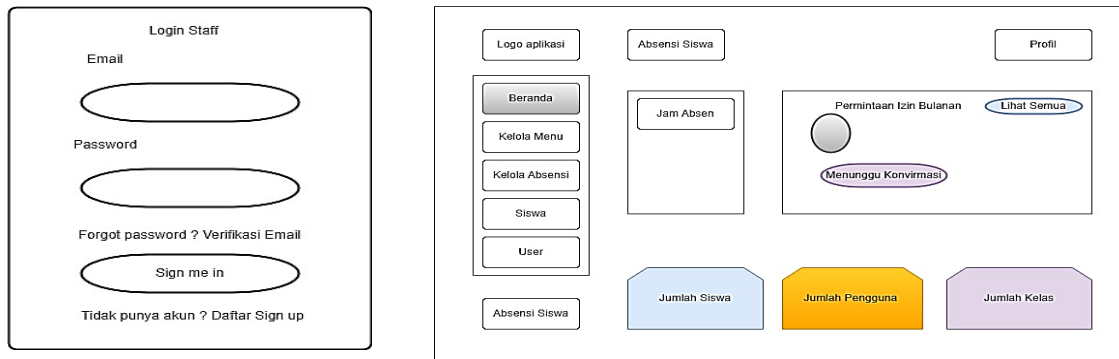 Login Staff
Email
Password
Forgot password ? Verifikasi Email
Sign me in
Tidak punya akun ? Daftar Sign up
Logo aplikasi
Absensi Siswa
Profil
Beranda
Kelola Menu
Kelola Absensi
Siswa
User
Absensi Siswa
Jam Absen
Permintaan Izin Bulanan
Lihat Semua
Menunggu Konvirmasi
Jumlah Siswa
Jumlah Pengguna
Jumlah Kelas